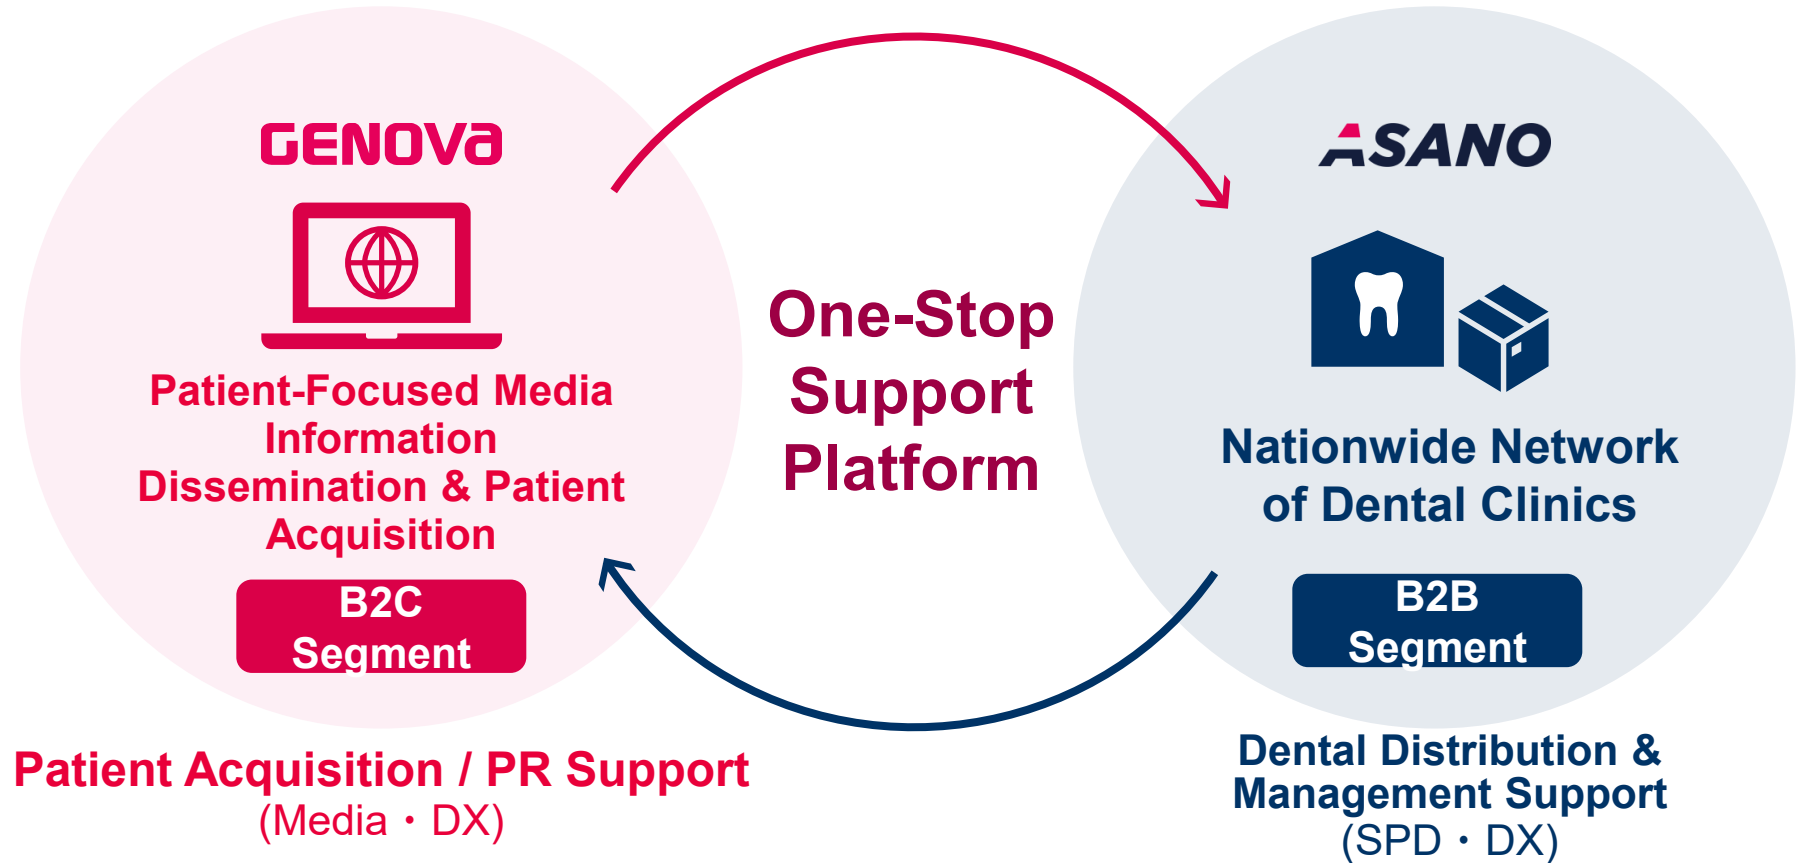 GENOVA
Patient-Focused Media
Information
Dissemination & Patient
Acquisition
B2C
Segment
Patient Acquisition / PR Support
(Media・DX)
One-Stop
Support
Platform
ASANO
Nationwide Network
of Dental Clinics
B2B
Segment
Dental Distribution &
Management Support
(SPD・DX)